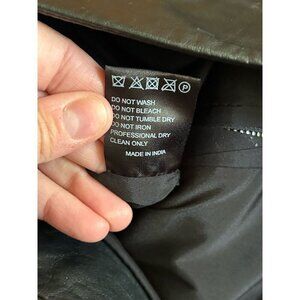 P
DO NOT WASH
DO NOT BLEACH
DO NOT TUMBLE DRY
DO NOT IRON
PROFESSIONAL DRY
CLEAN ONLY
MADE IN INDIA